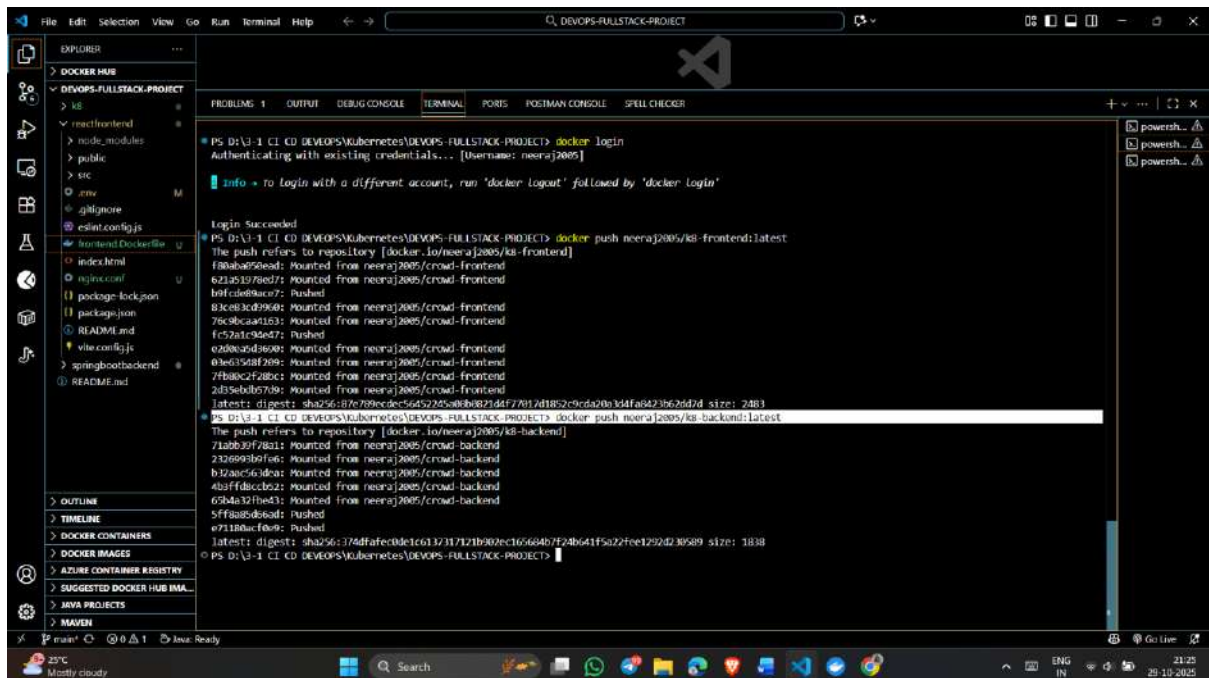 File Edit Selection View Go Run Terminal Help
DEVOPS-FULLSTACK-PROJECT
EXPLORER
DOCKER HUB
DEVOPS-FULLSTACK-PROJECT
k8
reactfrontend
node_modules
public
src
.env M
.gitignore
eslint.config.js
frontend.Dockerfile U
index.html
nginx.conf U
package-lock.json
package.json
README.md
vite.config.js
springbootbackend
README.md
OUTLINE
TIMELINE
DOCKER CONTAINERS
DOCKER IMAGES
AZURE CONTAINER REGISTRY
SUGGESTED DOCKER HUB IMA...
JAVA PROJECTS
MAVEN
PROBLEMS 1 OUTPUT DEBUG CONSOLE TERMINAL PORTS POSTMAN CONSOLE SPELL CHECKER
powersh...
powersh...
powersh...
PS D:\3-1 CI CD DEVEOPS\Kubernetes\DEVOPS-FULLSTACK-PROJECT> docker login
Authenticating with existing credentials... [Username: neeraj2005]
i Info → To login with a different account, run 'docker logout' followed by 'docker login'
Login Succeeded
PS D:\3-1 CI CD DEVEOPS\Kubernetes\DEVOPS-FULLSTACK-PROJECT> docker push neeraj2005/k8-frontend:latest
The push refers to repository [docker.io/neeraj2005/k8-frontend]
f80aba050ead: Mounted from neeraj2005/crowd-frontend
621a51978ed7: Mounted from neeraj2005/crowd-frontend
b9fcde89ace7: Pushed
83ce83cd9960: Mounted from neeraj2005/crowd-frontend
76c9bcaa4163: Mounted from neeraj2005/crowd-frontend
fc52a1c94e47: Pushed
e2d0ea5d3690: Mounted from neeraj2005/crowd-frontend
03e63548f209: Mounted from neeraj2005/crowd-frontend
7fb80c2f28bc: Mounted from neeraj2005/crowd-frontend
2d35ebdb57d9: Mounted from neeraj2005/crowd-frontend
latest: digest: size: 2483
PS D:\3-1 CI CD DEVEOPS\Kubernetes\DEVOPS-FULLSTACK-PROJECT> docker push neeraj2005/k8-backend:latest
The push refers to repository [docker.io/neeraj2005/k8-backend]
71abb39f78a1: Mounted from neeraj2005/crowd-backend
2326993b9fe6: Mounted from neeraj2005/crowd-backend
b32aac563dea: Mounted from neeraj2005/crowd-backend
4b3ffd8ccb52: Mounted from neeraj2005/crowd-backend
65b4a32fbe43: Mounted from neeraj2005/crowd-backend
5ff8a85d66ad: Pushed
e71180acf0e9: Pushed
latest: digest: size: 1838
PS D:\3-1 CI CD DEVEOPS\Kubernetes\DEVOPS-FULLSTACK-PROJECT>
main* 0 1 Java: Ready
Go Live
25°C
Mostly cloudy
Search
ENG
IN
21:25
29-10-2025